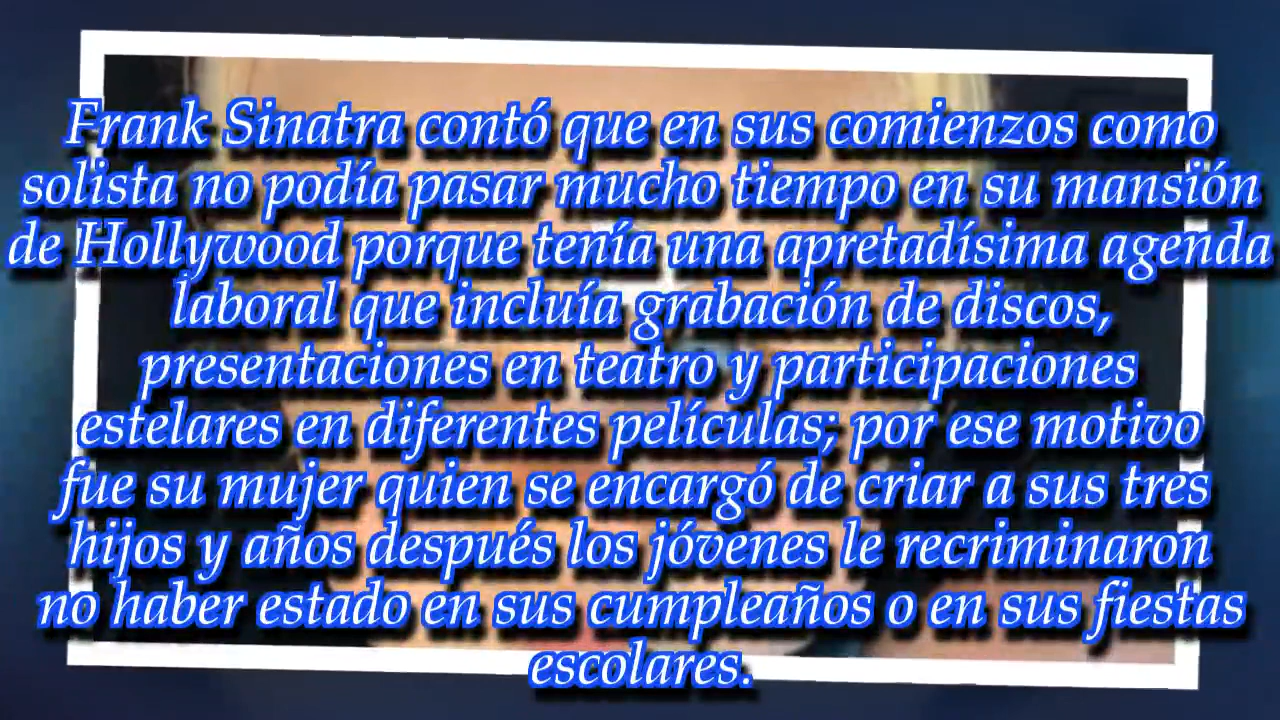 Frank Sinatra contó que en sus comienzos como
solista no podía pasar mucho tiempo en su mansión
de Hollywood porque tenía una apretadísima agenda
laboral que incluía grabación de discos,
presentaciones en teatro y participaciones
estelares en diferentes películas; por ese motivo
fue su mujer quien se encargó de criar a sus tres
hijos y años después los jóvenes le recriminaron
no haber estado en sus cumpleaños o en sus fiestas
escolares.